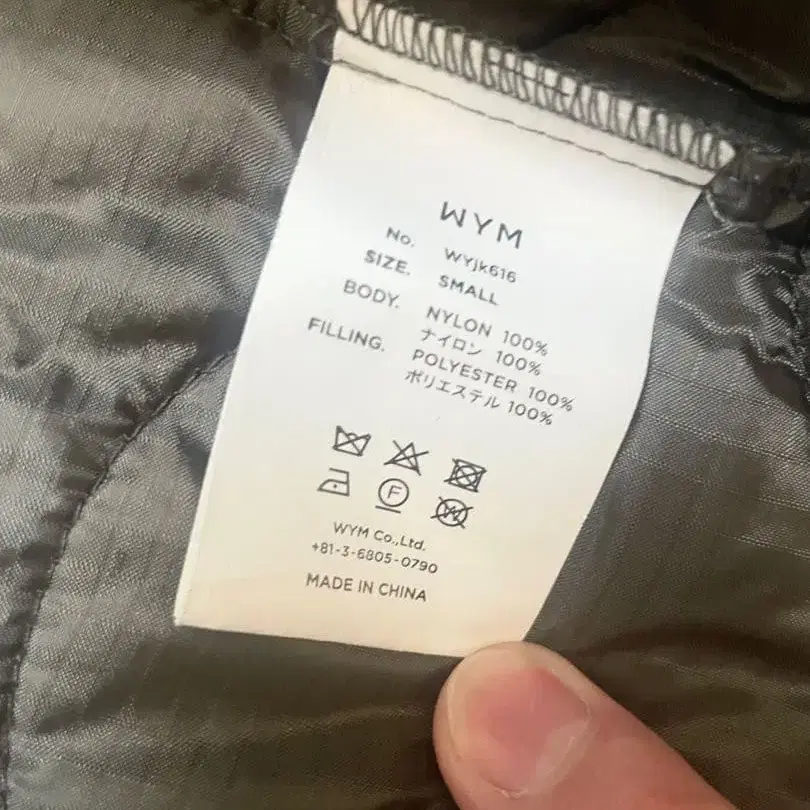 WYM
No. WYjk616
SIZE. SMALL
BODY. NYLON 100%
ナイロン 100%
FILLING. POLYESTER 100%
ポリエステル 100%
F
W
WYM Co.,Ltd.
+81-3-6805-0790
MADE IN CHINA